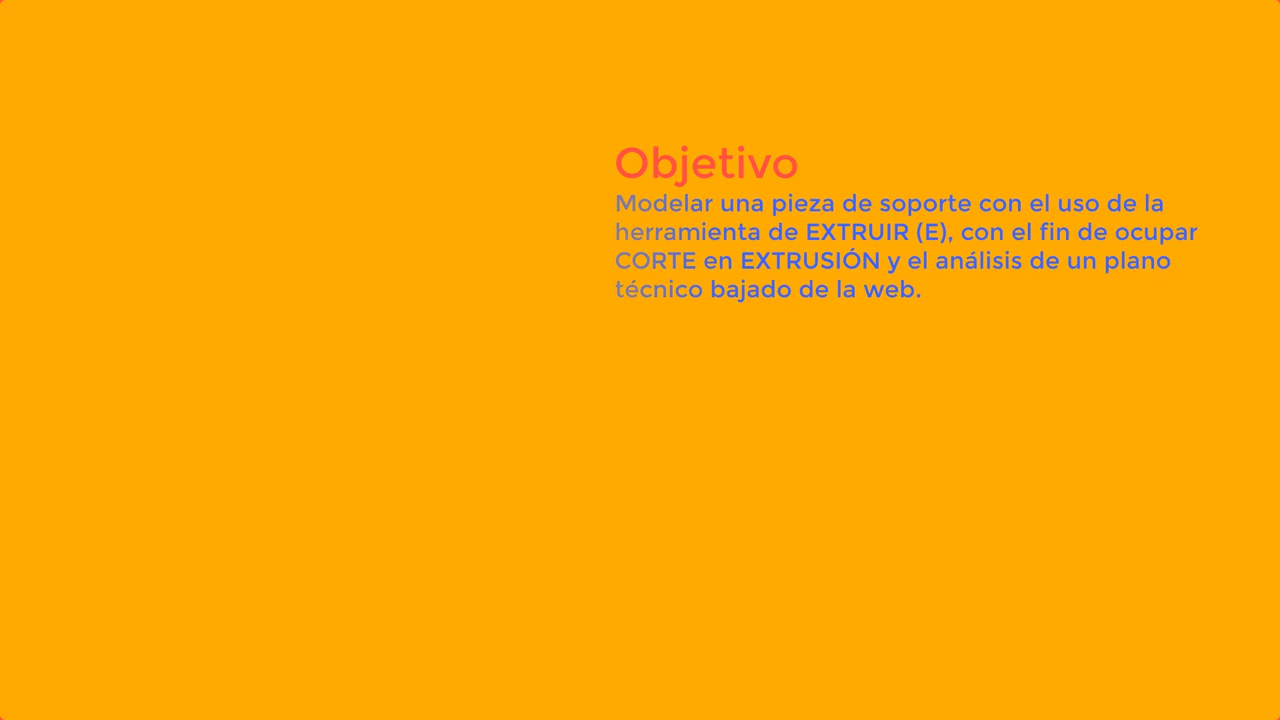 Objetivo
Modelar una pieza de soporte con el uso de la
herramienta de EXTRUIR (E), con el fin de ocupar
CORTE en EXTRUSIÓN y el análisis de un plano
técnico bajado de la web.